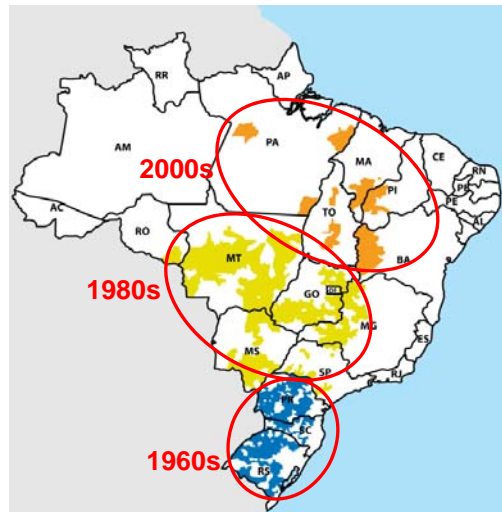 RR
AP
AM
PA
MA
CE
RN
2000s
PI
PB
PE
AC
TO
AL
RO
BA
MT
1980s
GO
DF
MG
MS
ES
SP
RJ
PR
SC
1960s
RS